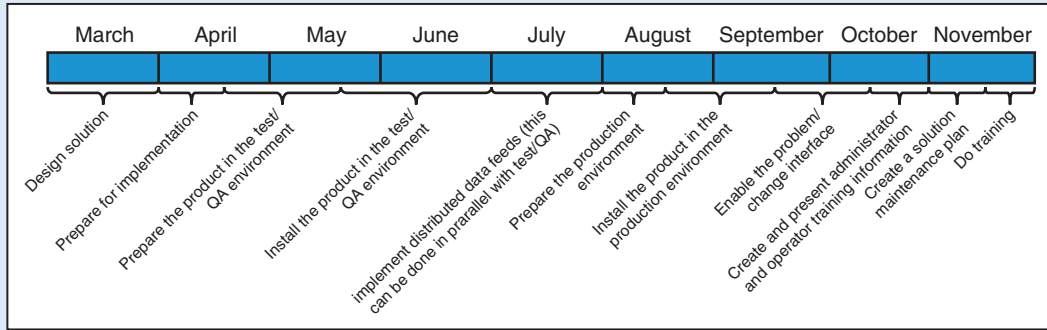 March April May June July August September October November
Design solution
Prepare for implementation
Prepare the product in the test/
QA environment
Install the product in the test/
QA environment
implement distributed data feeds (this
can be done in prarallel with test/QA)
Prepare the production
environment
Install the product in the
production environment
Enable the problem/
change interface
Create and present administrator
and operator training information
Create a solution
maintenance plan
Do training